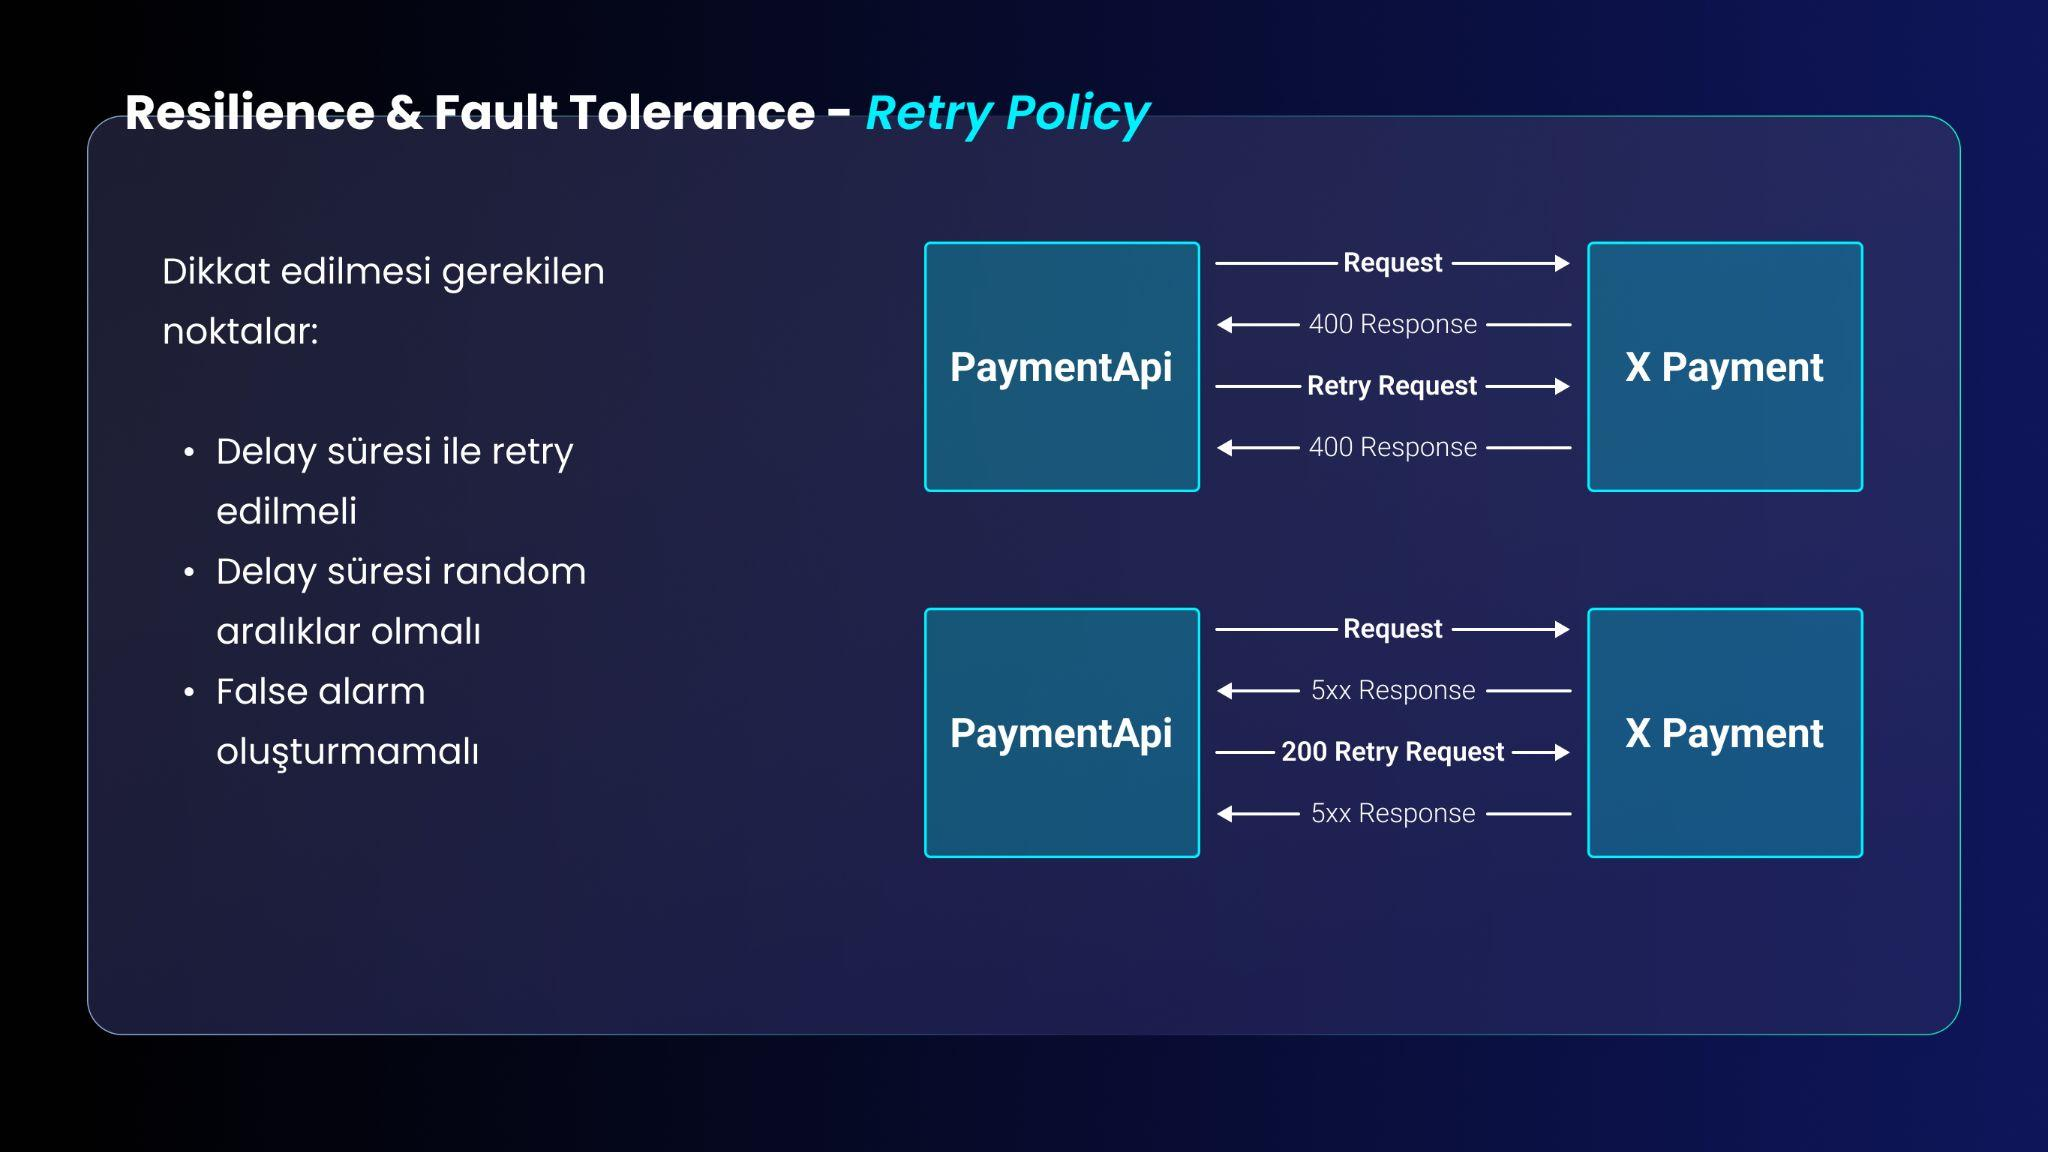 Resilience & Fault Tolerance - Retry Policy
Dikkat edilmesi gerekilen
noktalar:
• Delay süresi ile retry
edilmeli
• Delay süresi random
aralıklar olmalı
• False alarm
oluşturmamalı
PaymentApi
Request
400 Response
Retry Request
400 Response
X Payment
PaymentApi
Request
5xx Response
200 Retry Request
5xx Response
X Payment